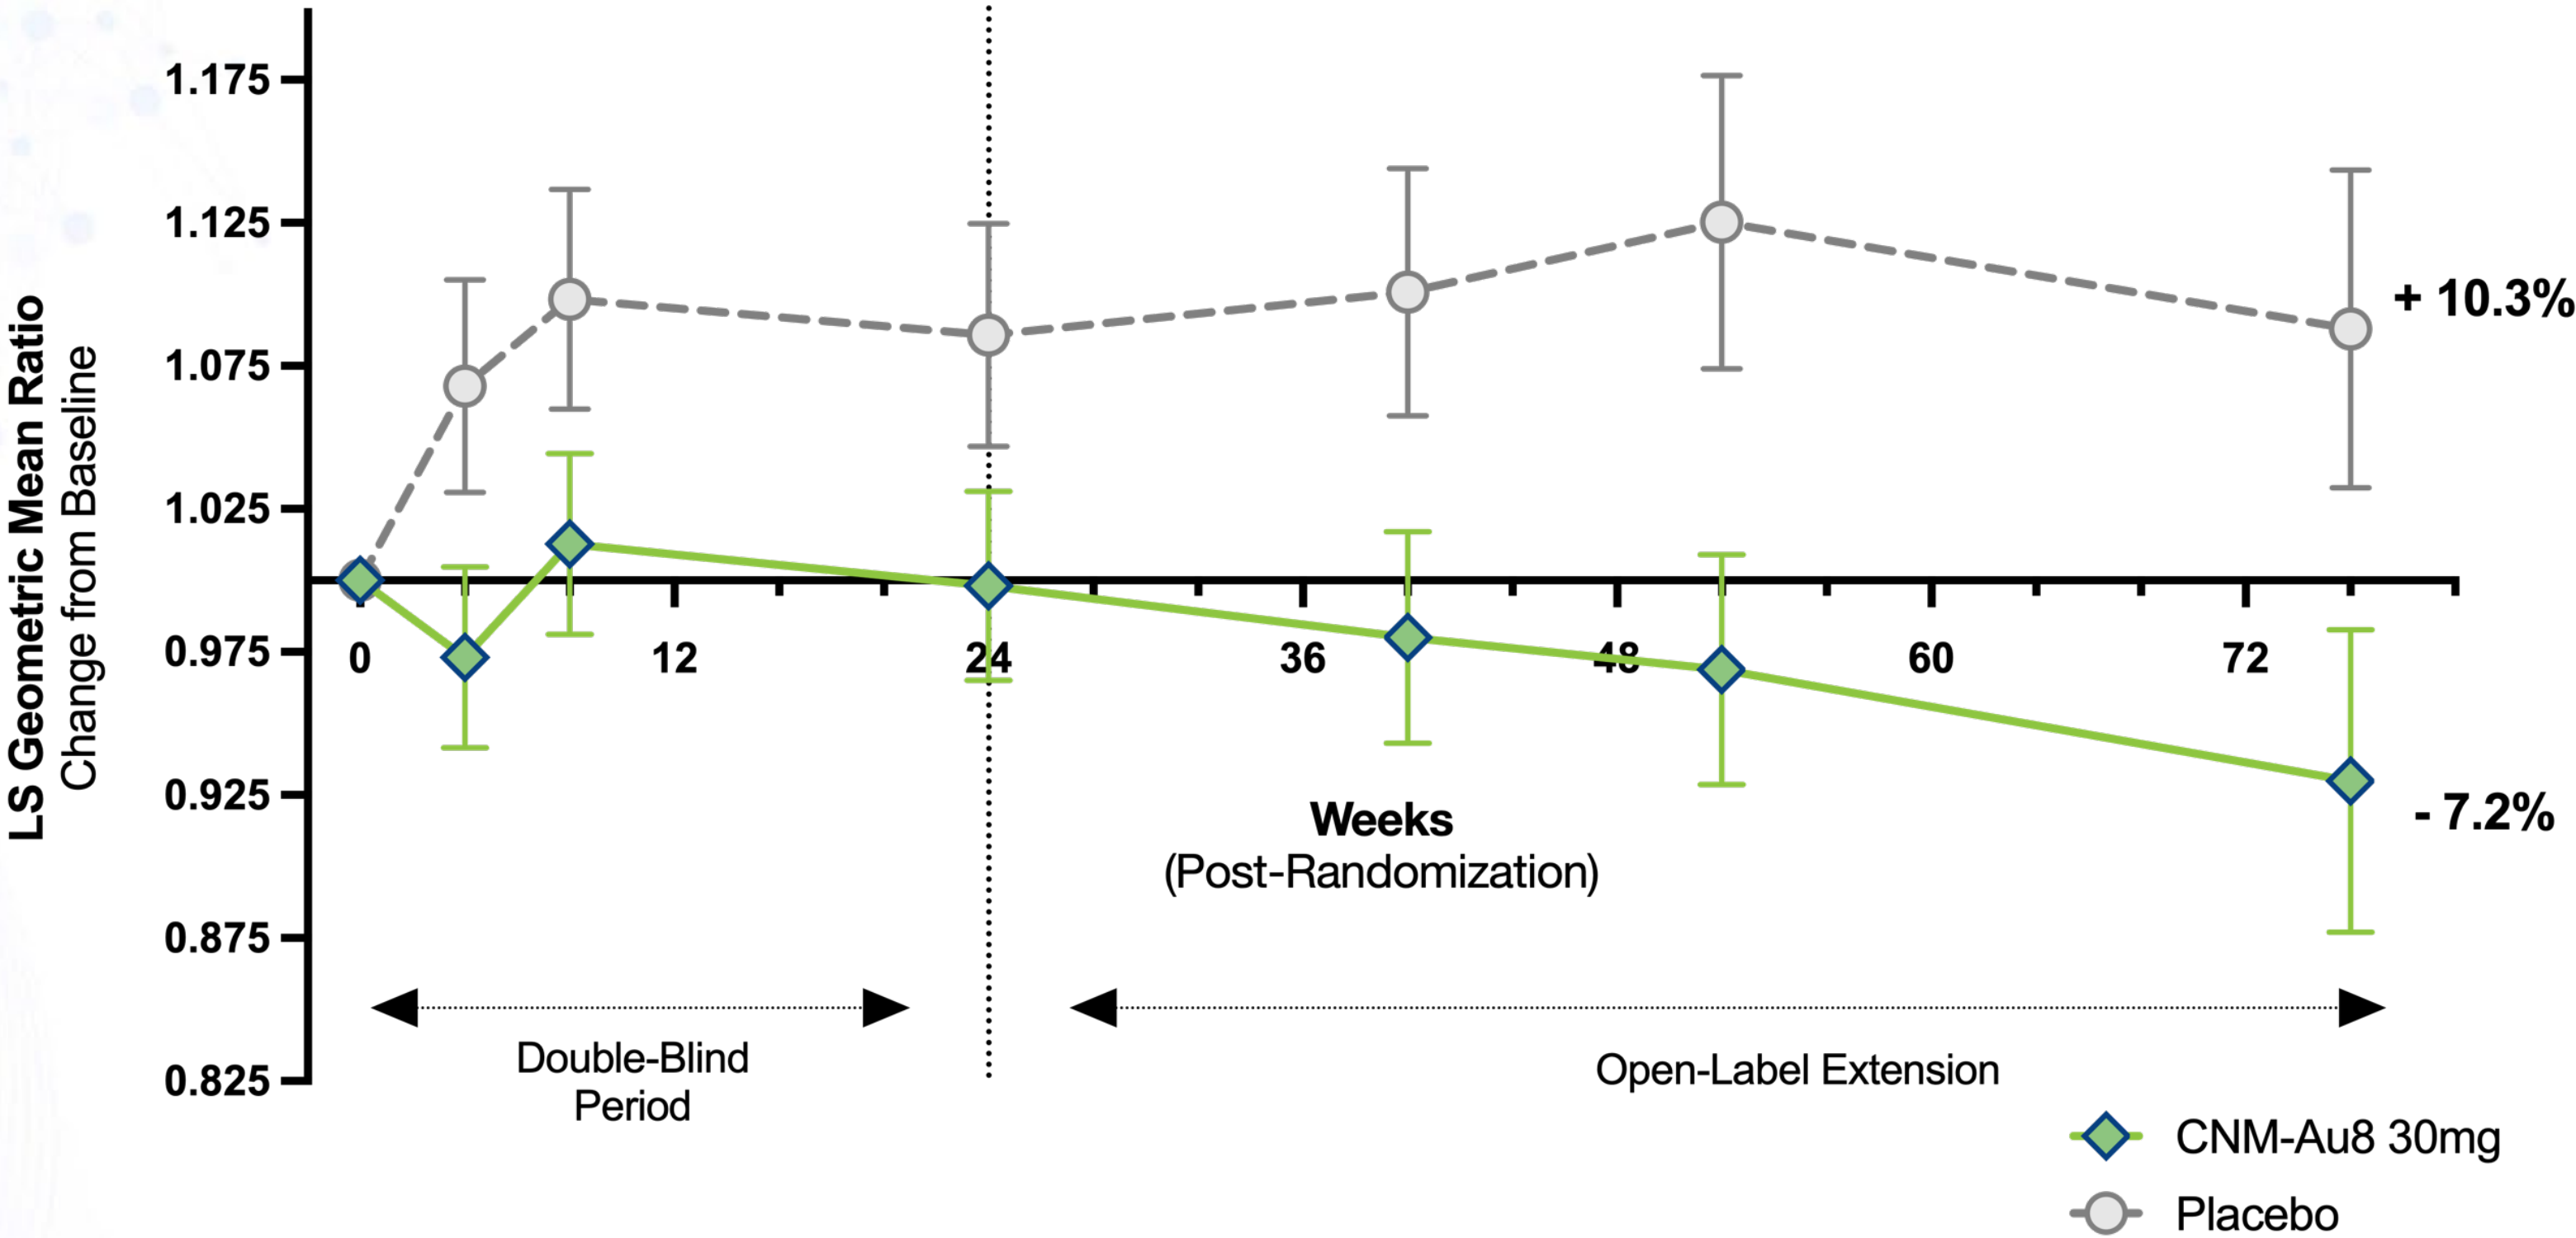 LS Geometric Mean Ratio
Change from Baseline
1.175
1.125
1.075
1.025
0.975
0.925
0.875
0.825
0 12 24 36 48 60 72
+ 10.3%
- 7.2%
Weeks
(Post-Randomization)
Double-Blind
Period
Open-Label Extension
CNM-Au8 30mg
Placebo